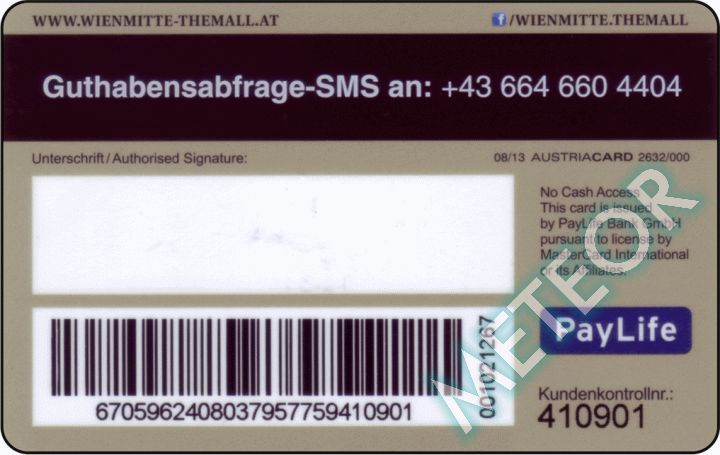 WWW.WIENMITTE-THEMALL.AT
f /WIENMITTE.THEMALL
Guthabensabfrage-SMS an: +43 664 660 4404
Unterschrift/Authorised Signature:
08/13 AUSTRIACARD 2632/000
No Cash Access
This card is issued
by PayLife Bank GmbH
pursuant to license by
MasterCard International
or its Affiliates.
PayLife
670596240803795775941​0901
001021267
Kundenkontrollnr.:
410901
METEOR